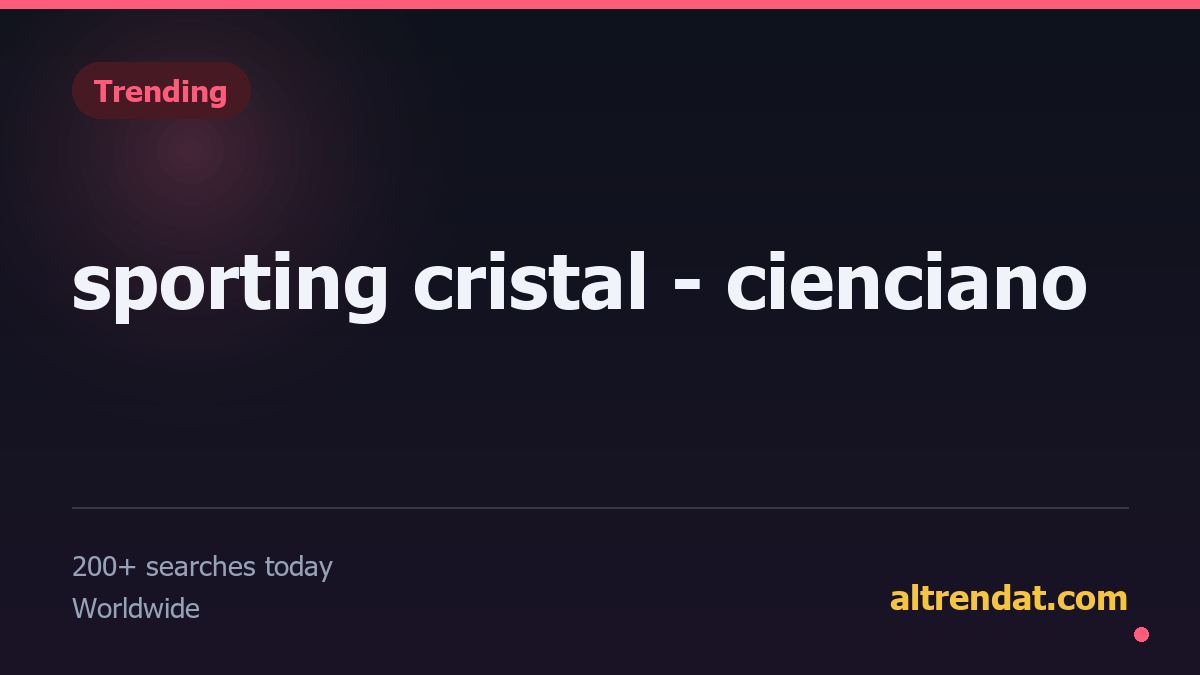 Trending
sporting cristal - cienciano
200+ searches today
Worldwide
altrendat.com